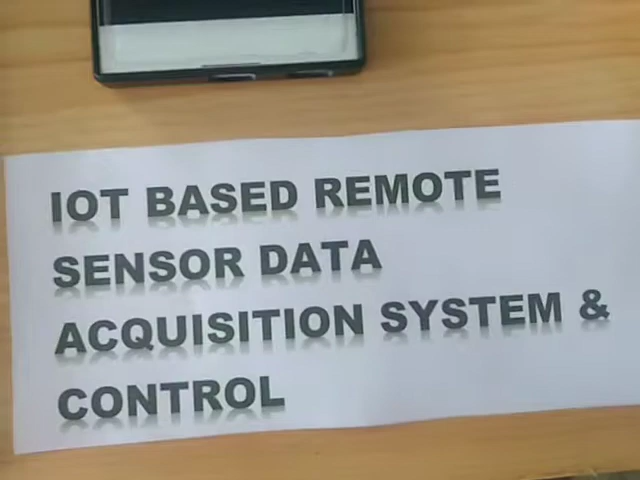 IOT BASED REMOTE
SENSOR DATA
ACQUISITION SYSTEM &
CONTROL